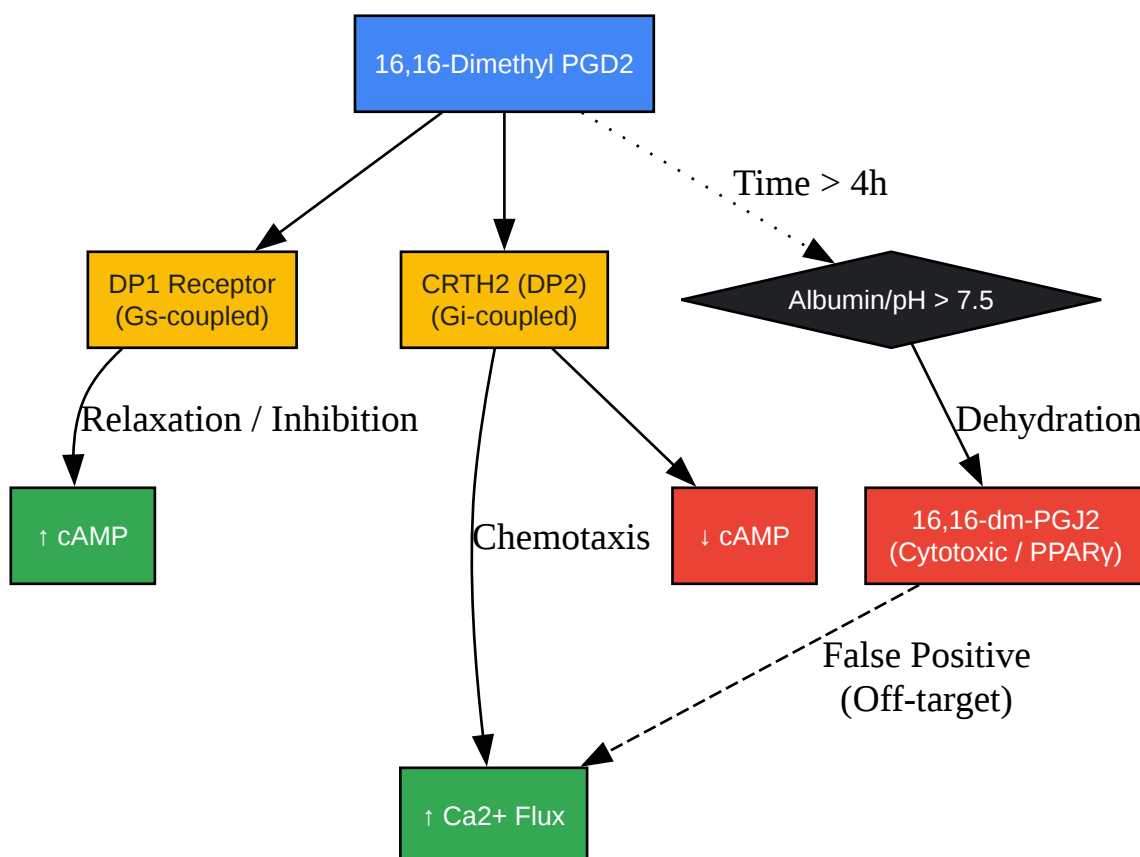 16,16-Dimethyl PGD2
Time > 4h
DP1 Receptor
(Gs-coupled)
CRTH2 (DP2)
(Gi-coupled)
Albumin/pH > 7.5
Relaxation / Inhibition
Dehydration
↑ cAMP
Chemotaxis
↓ cAMP
16,16-dm-PGJ2
(Cytotoxic / PPARγ)
False Positive
(Off-target)
↑ Ca2+ Flux